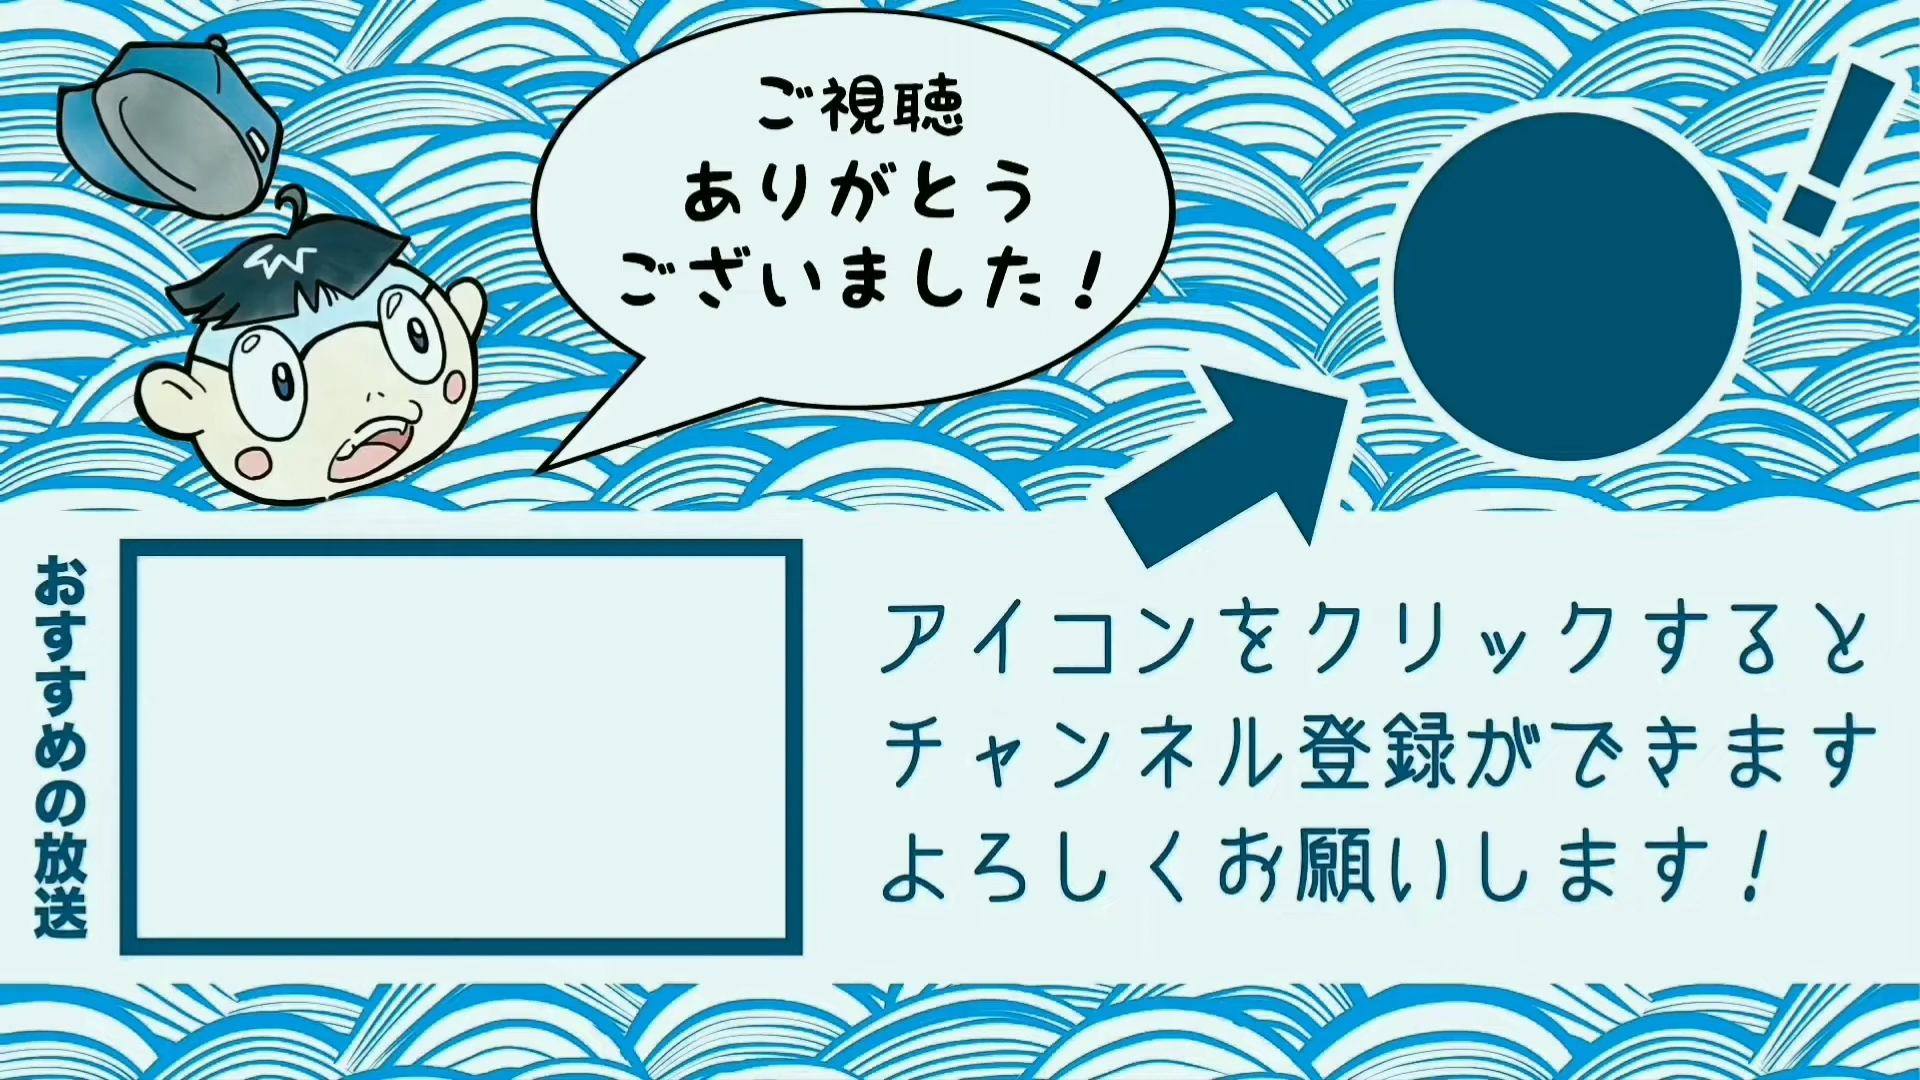 ご視聴
ありがとう
ございました！
おすすめの放送
アイコンをクリックすると
チャンネル登録ができます
よろしくお願いします！